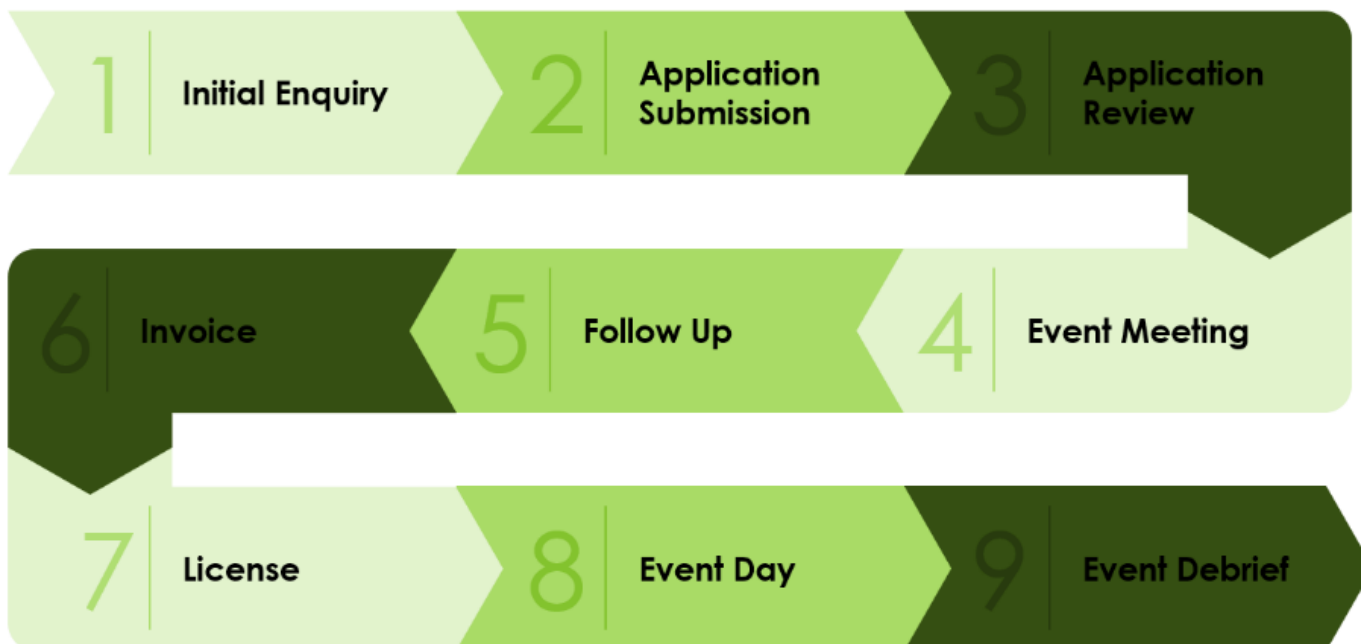 1
Initial Enquiry
2
Application
Submission
3
Application
Review
4
Event Meeting
5
Follow Up
6
Invoice
7
License
8
Event Day
9
Event Debrief